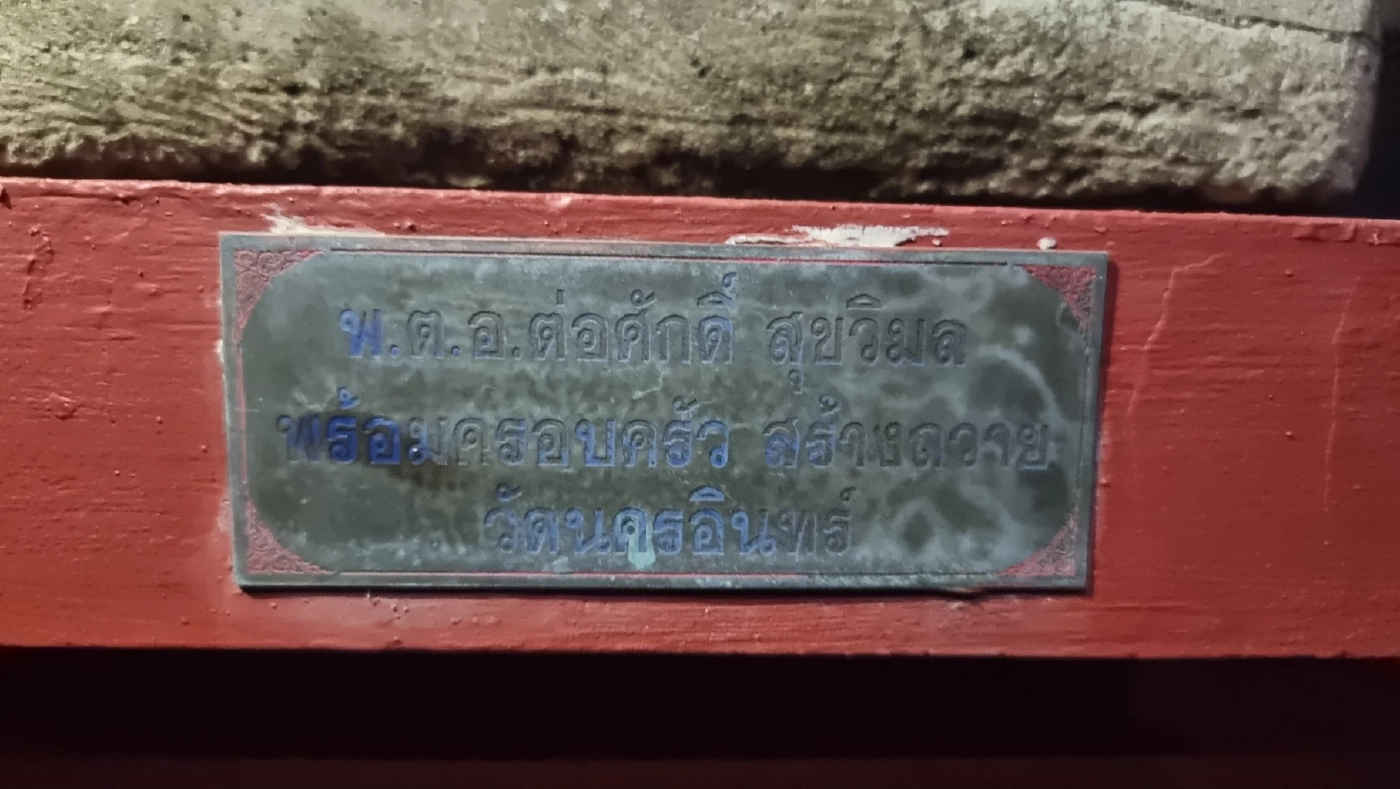 พ.ต.อ.ต่อศักดิ์ สุขวิมล
พร้อมครอบครัว สร้างถวาย
วัดนครอินทร์